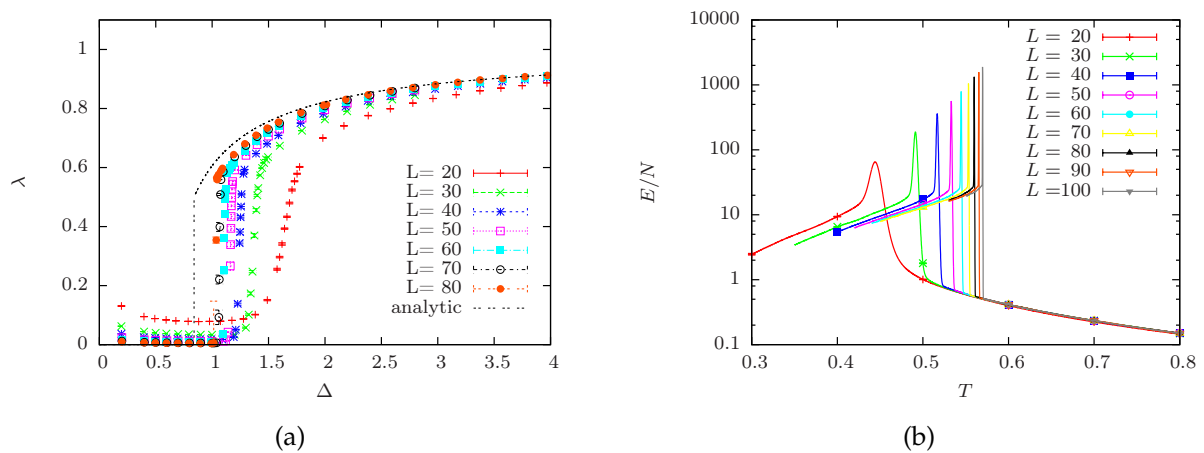 λ
1
0.8
0.6
0.4
0.2
0
0 0.5 1 1.5 2 2.5 3 3.5 4
Δ
L= 20
L= 30
L= 40
L= 50
L= 60
L= 70
L= 80
analytic
(a)
E/N
10000
1000
100
10
1
0.1
0.3 0.4 0.5 0.6 0.7 0.8
T
L = 20
L = 30
L = 40
L = 50
L = 60
L = 70
L = 80
L = 90
L =100
(b)